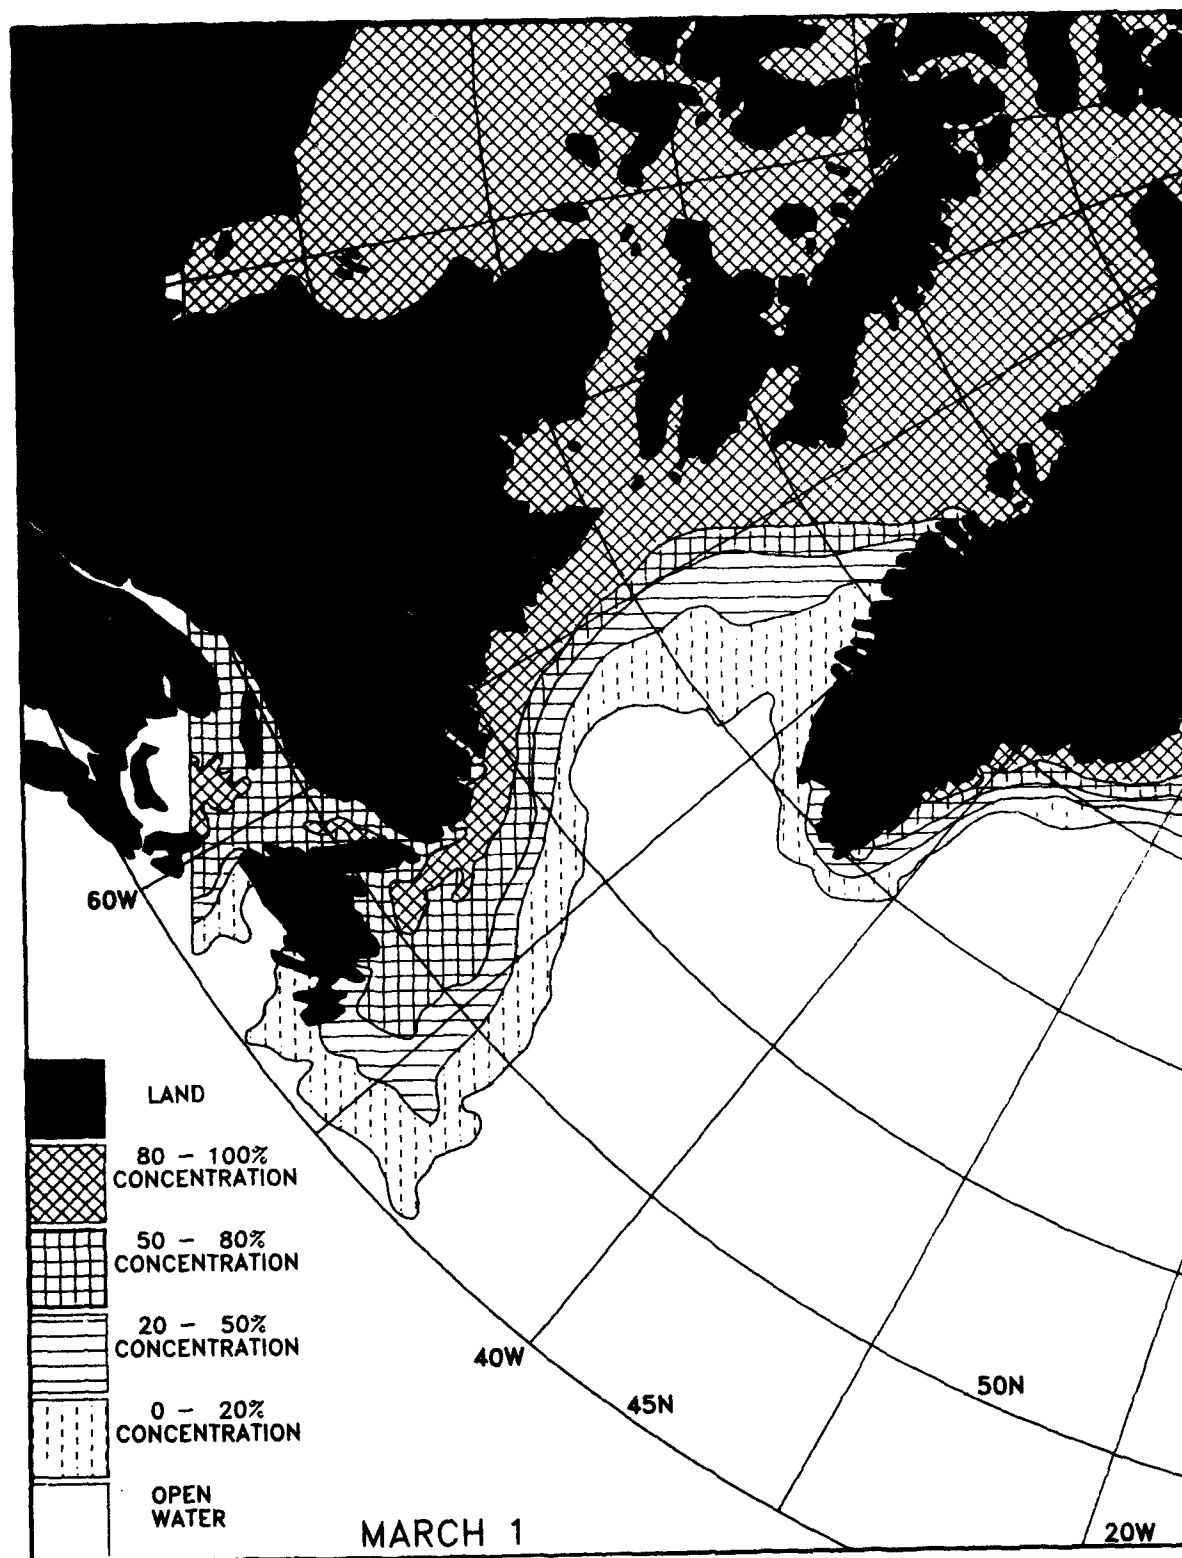 60W
LAND
80 – 100%
CONCENTRATION
50 – 80%
CONCENTRATION
20 – 50%
CONCENTRATION
0 – 20%
CONCENTRATION
OPEN
WATER
40W
45N
50N
20W
MARCH 1